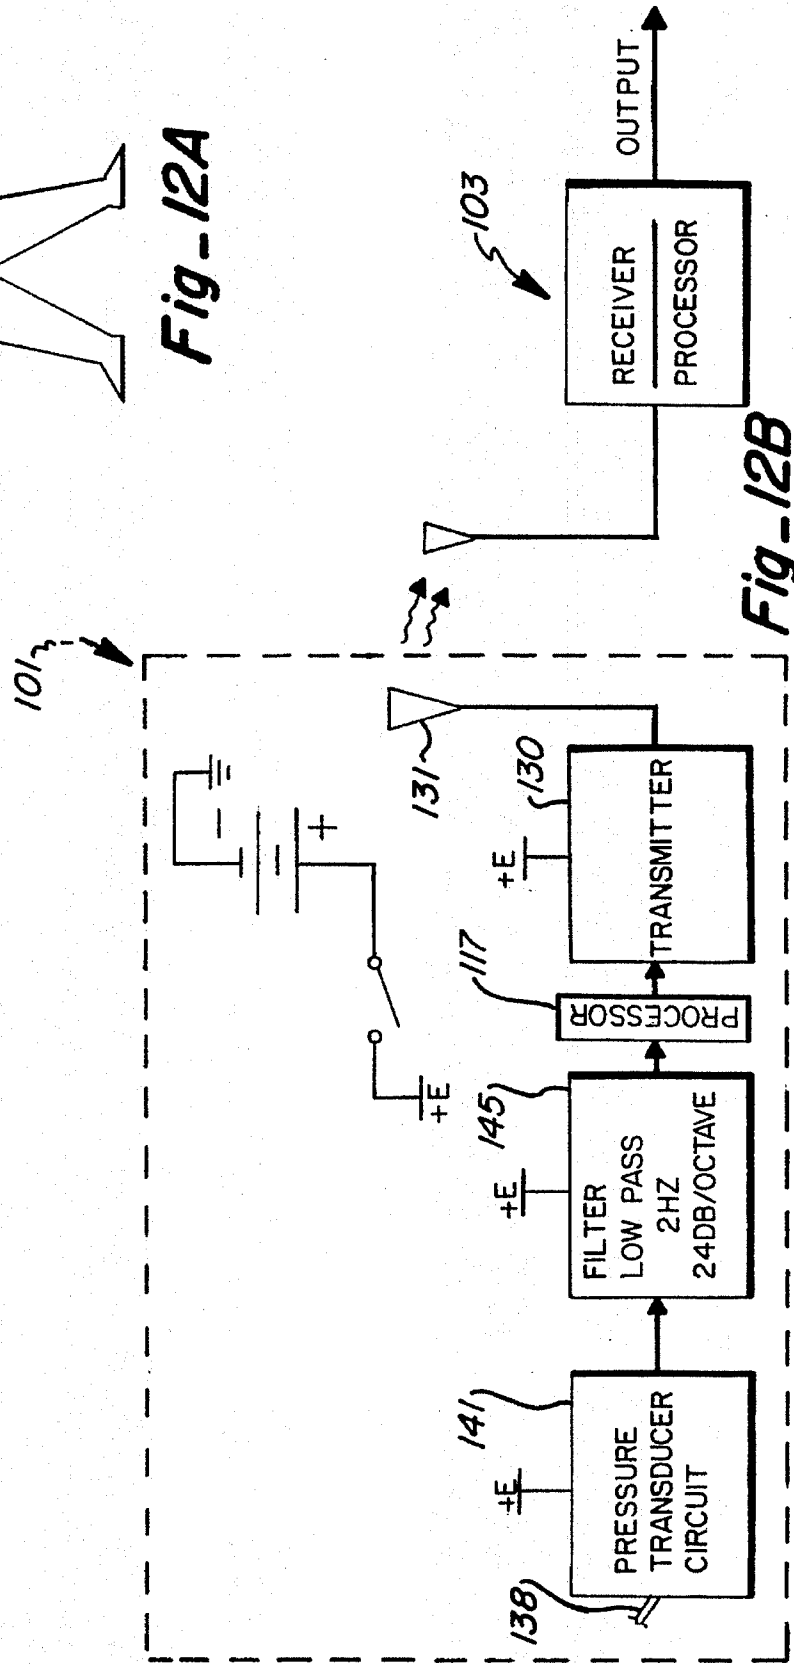 Fig_12A
101
103
OUTPUT
RECEIVER
PROCESSOR
Fig_12B
−
+
+E
131
138
141
+E
PRESSURE
TRANSDUCER
CIRCUIT
145
+E
FILTER
LOW PASS
2HZ
24DB/OCTAVE
117
PROCESSOR
130
+E
TRANSMITTER